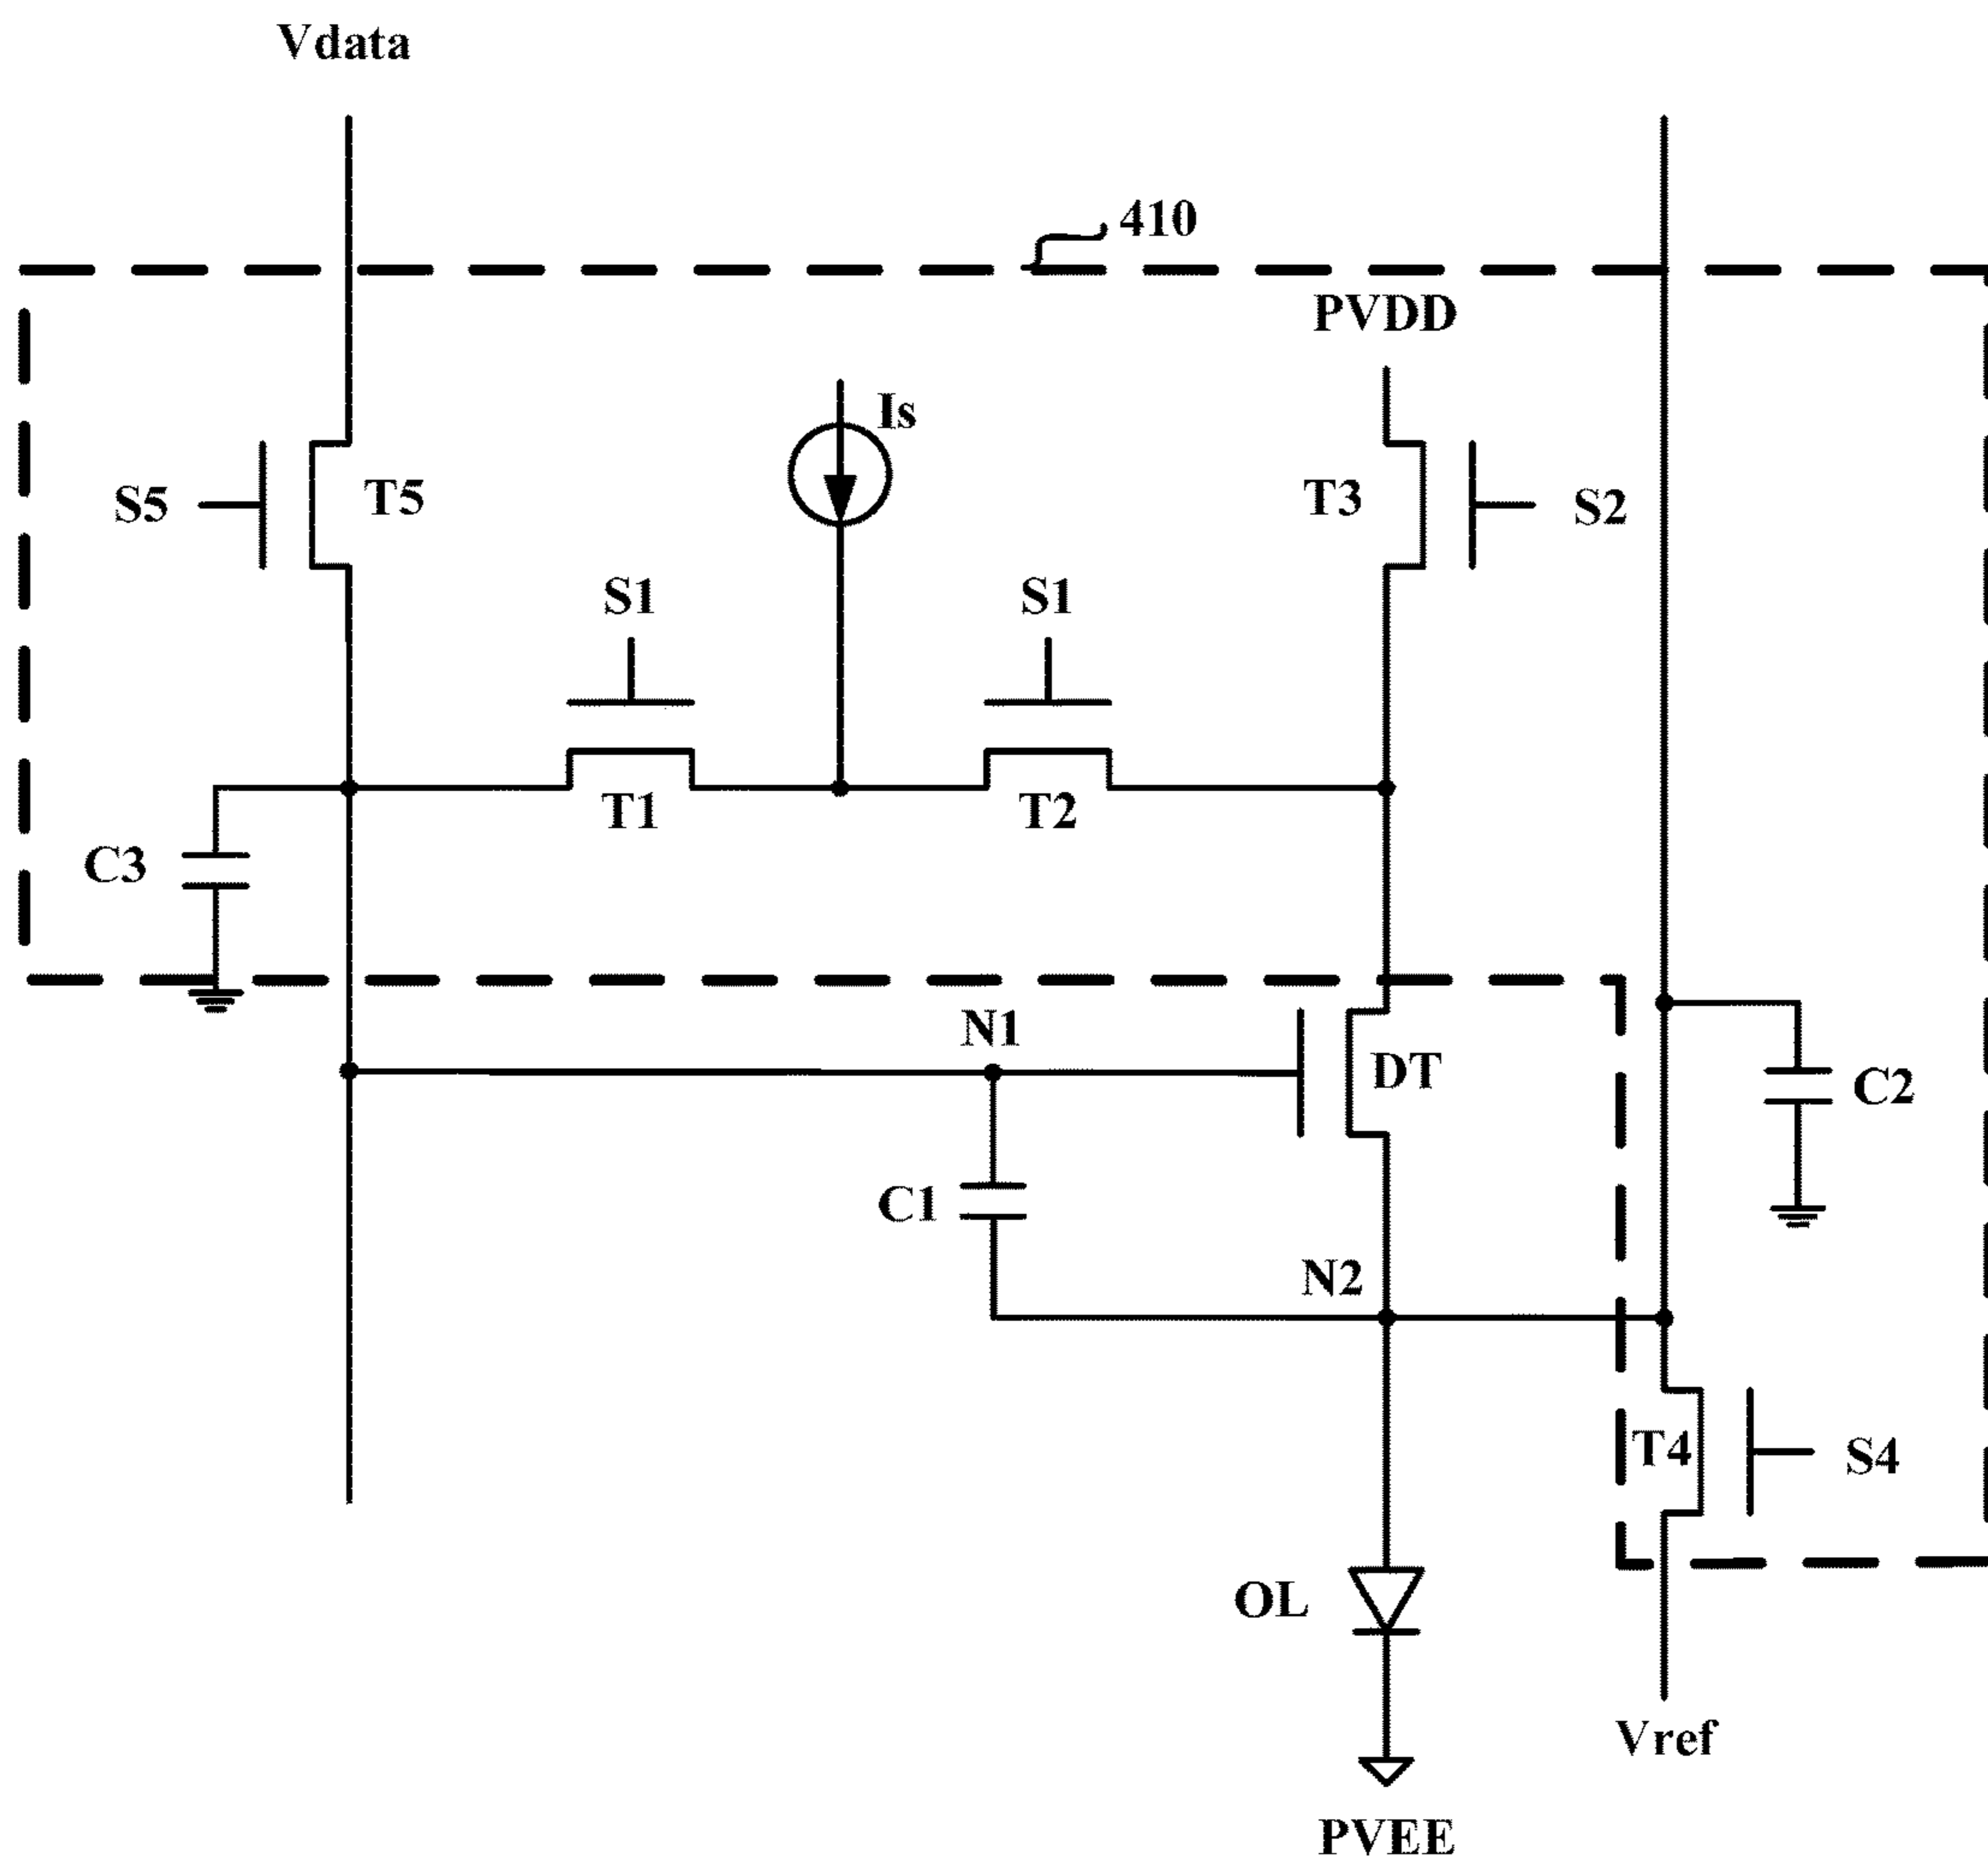 Vdata
410
PVDD
Is
S5
T5
T3
S2
S1
S1
T1
T2
C3
N1
DT
C2
C1
N2
T4
S4
OL
Vref
PVEE